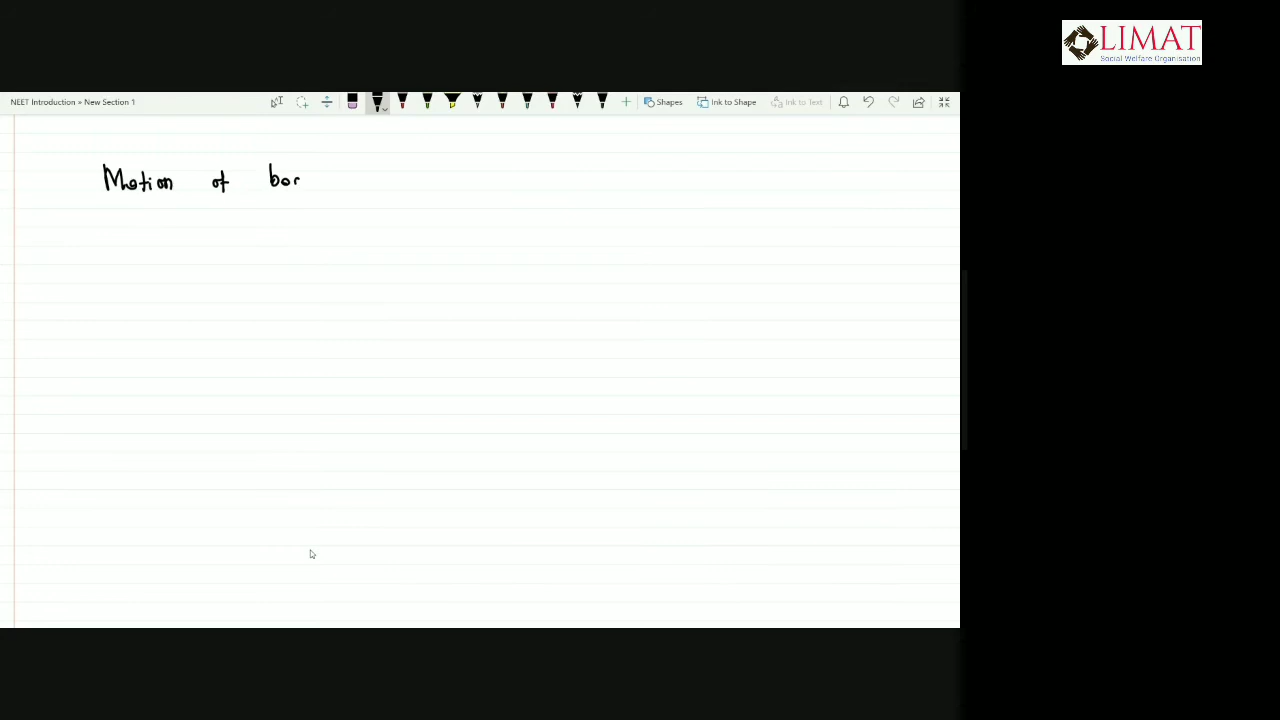 LIMAT
Social Welfare Organisation
NEET Introduction » New Section 1
Shapes
Ink to Shape
Ink to Text
Motion of bor